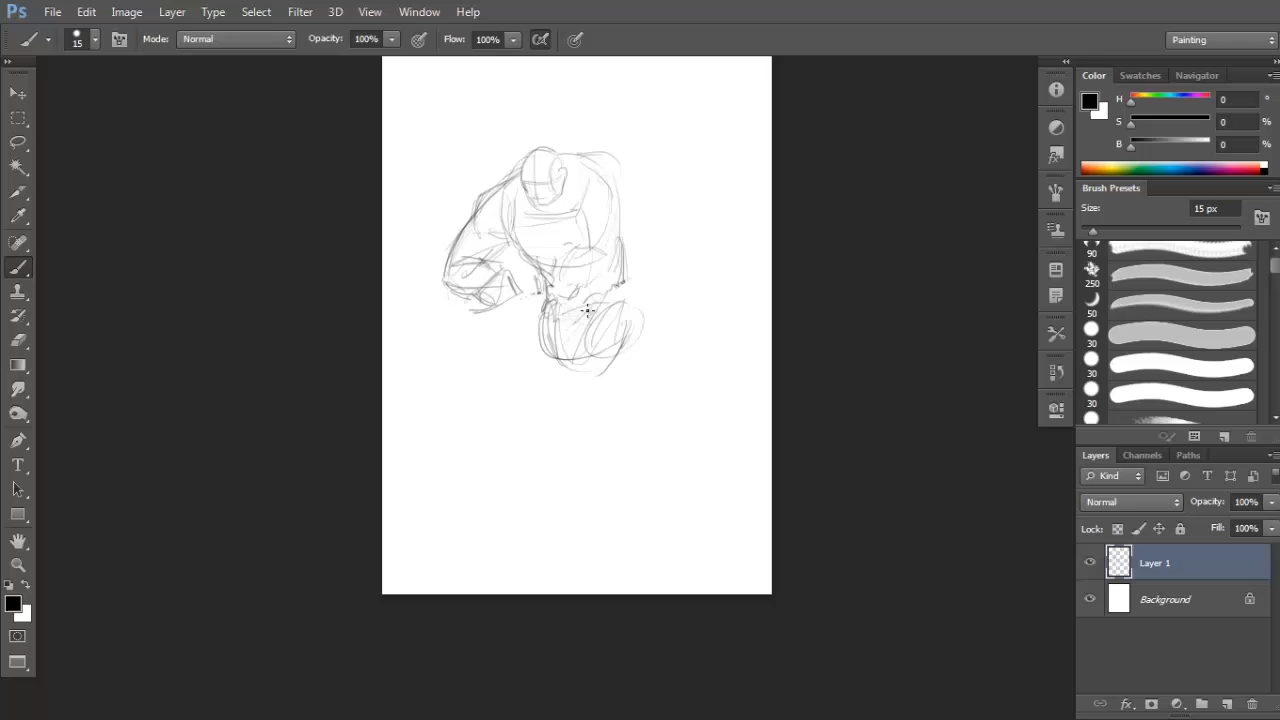 Ps File Edit Image Layer Type Select Filter 3D View Window Help
15 Mode: Normal Opacity: 100% Flow: 100% Painting
Color Swatches Navigator
H 0 °
S 0 %
B 0 %
Brush Presets
Size: 15 px
90
250
50
30
30
30
Layers Channels Paths
Kind
Normal Opacity: 100%
Lock: Fill: 100%
Layer 1
Background